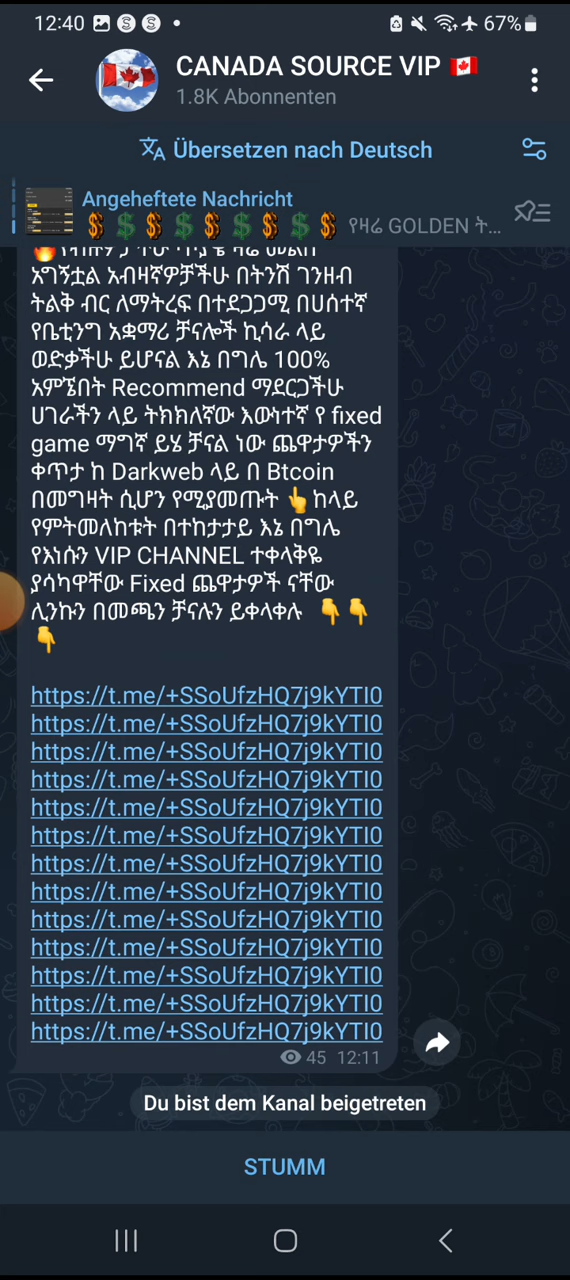 12:40
67%
CANADA SOURCE VIP 🇨🇦
1.8K Abonnenten
Übersetzen nach Deutsch
Angeheftete Nachricht
💲💲💲💲💲💲💲💲💲 የዛሬ GOLDEN ት...
አግኝቷል አብዛኛዎቻችሁ በትንሽ ገንዘብ
ትልቅ ብር ለማትረፍ በተደጋጋሚ በሀሰተኛ
የቤቲንግ አቋማሪ ቻናሎች ኪሳራ ላይ
ወድቃችሁ ይሆናል እኔ በግሌ 100%
አምኜበት Recommend ማደርጋችሁ
ሀገራችን ላይ ትክክለኛው እውነተኛ የ fixed
game ማግኛ ይሄ ቻናል ነው ጨዋታዎችን
ቀጥታ ከ Darkweb ላይ በ Btcoin
በመግዛት ሲሆን የሚያመጡት 👆ከላይ
የምትመለከቱት በተከታታይ እኔ በግሌ
የእነሱን VIP CHANNEL ተቀላቅዬ
ያሳካዋቸው Fixed ጨዋታዎች ናቸው
ሊንኩን በመጫን ቻናሉን ይቀላቀሉ 👇👇
👇
https://t.me/+SSoUfzHQ7j9kYTI0
https://t.me/+SSoUfzHQ7j9kYTI0
https://t.me/+SSoUfzHQ7j9kYTI0
https://t.me/+SSoUfzHQ7j9kYTI0
https://t.me/+SSoUfzHQ7j9kYTI0
https://t.me/+SSoUfzHQ7j9kYTI0
https://t.me/+SSoUfzHQ7j9kYTI0
https://t.me/+SSoUfzHQ7j9kYTI0
https://t.me/+SSoUfzHQ7j9kYTI0
https://t.me/+SSoUfzHQ7j9kYTI0
https://t.me/+SSoUfzHQ7j9kYTI0
https://t.me/+SSoUfzHQ7j9kYTI0
https://t.me/+SSoUfzHQ7j9kYTI0
45 12:11
Du bist dem Kanal beigetreten
STUMM